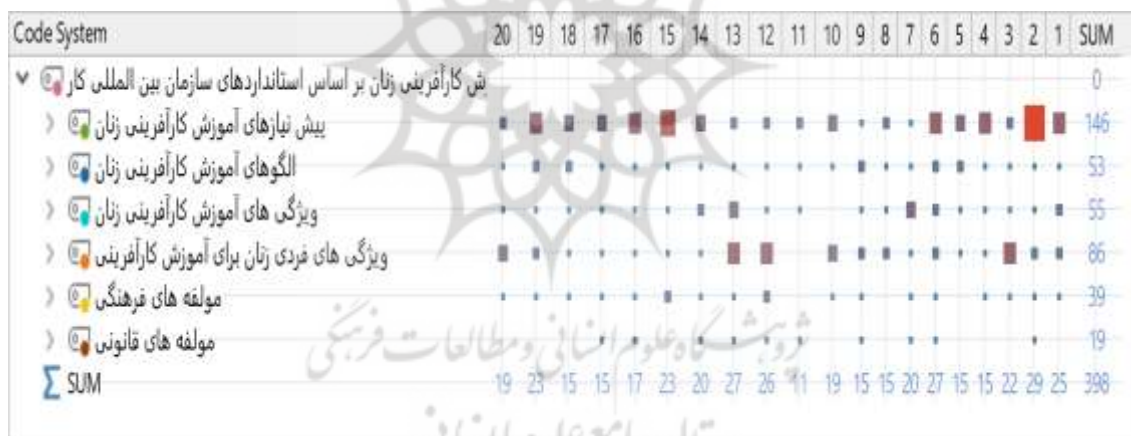 Code System 20 19 18 17 16 15 14 13 12 11 10 9 8 7 6 5 4 3 2 1 SUM
ش کارآفرینی زنان بر اساس استانداردهای سازمان بین المللی کار 0
پیش نیازهای آموزش کارآفرینی زنان 146
الگوهای آموزش کارآفرینی زنان 53
ویژگی های آموزش کارآفرینی زنان 55
ویژگی های فردی زنان برای آموزش کارآفرینی 86
مولفه های فرهنگی 39
مولفه های قانونی 19
Σ SUM 19 23 15 15 17 23 20 27 26 11 19 15 15 20 27 15 15 22 29 25 398
پژوهشگاه علوم انسانی و مطالعات فرهنگی
پرتال جامع علوم انسانی